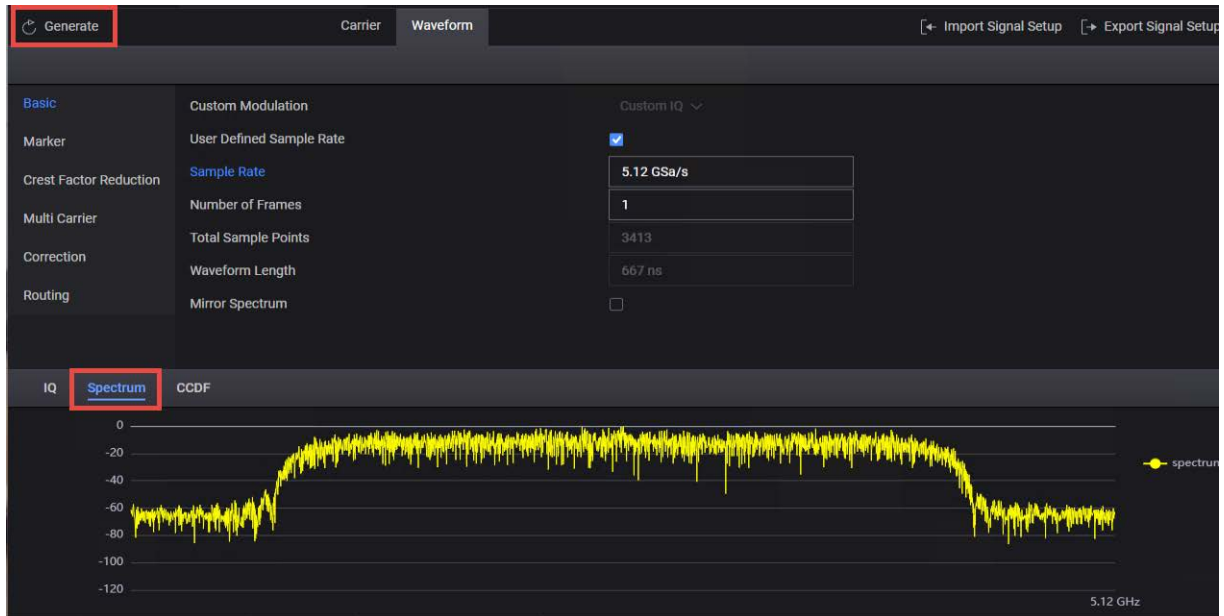 Generate Carrier Waveform Import Signal Setup Export Signal Setup
Basic Custom Modulation Custom IQ
Marker User Defined Sample Rate
Crest Factor Reduction Sample Rate 5.12 GSa/s
Multi Carrier Number of Frames 1
Total Sample Points 3413
Correction Waveform Length 667 ns
Routing Mirror Spectrum
IQ Spectrum CCDF
0
-20
spectrum
-40
-60
-80
-100
-120
5.12 GHz